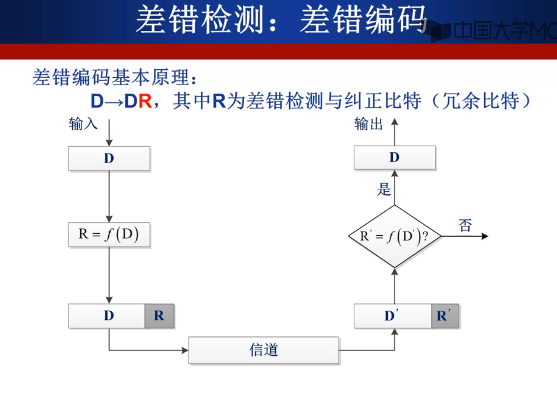 差错检测：差错编码
中国大学MO
差错编码基本原理：
D→DR，其中R为差错检测与纠正比特（冗余比特）
输入
输出
D
D
是
R = f(D)
R' = f(D')?
否
D R
D' R'
信道